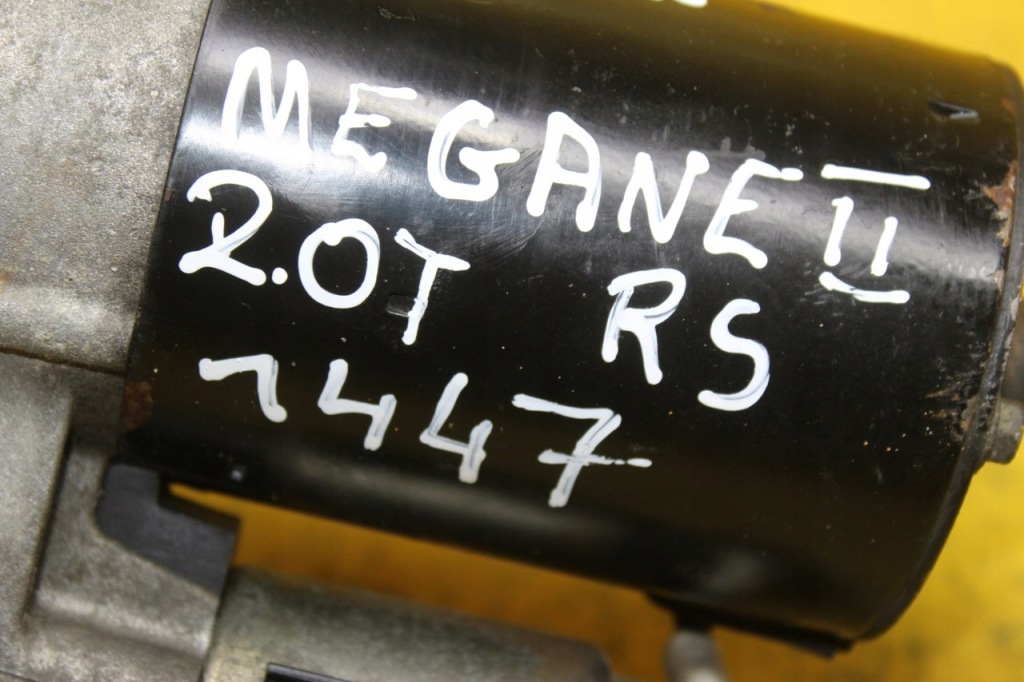 MEGANE II
2.0T RS
1447